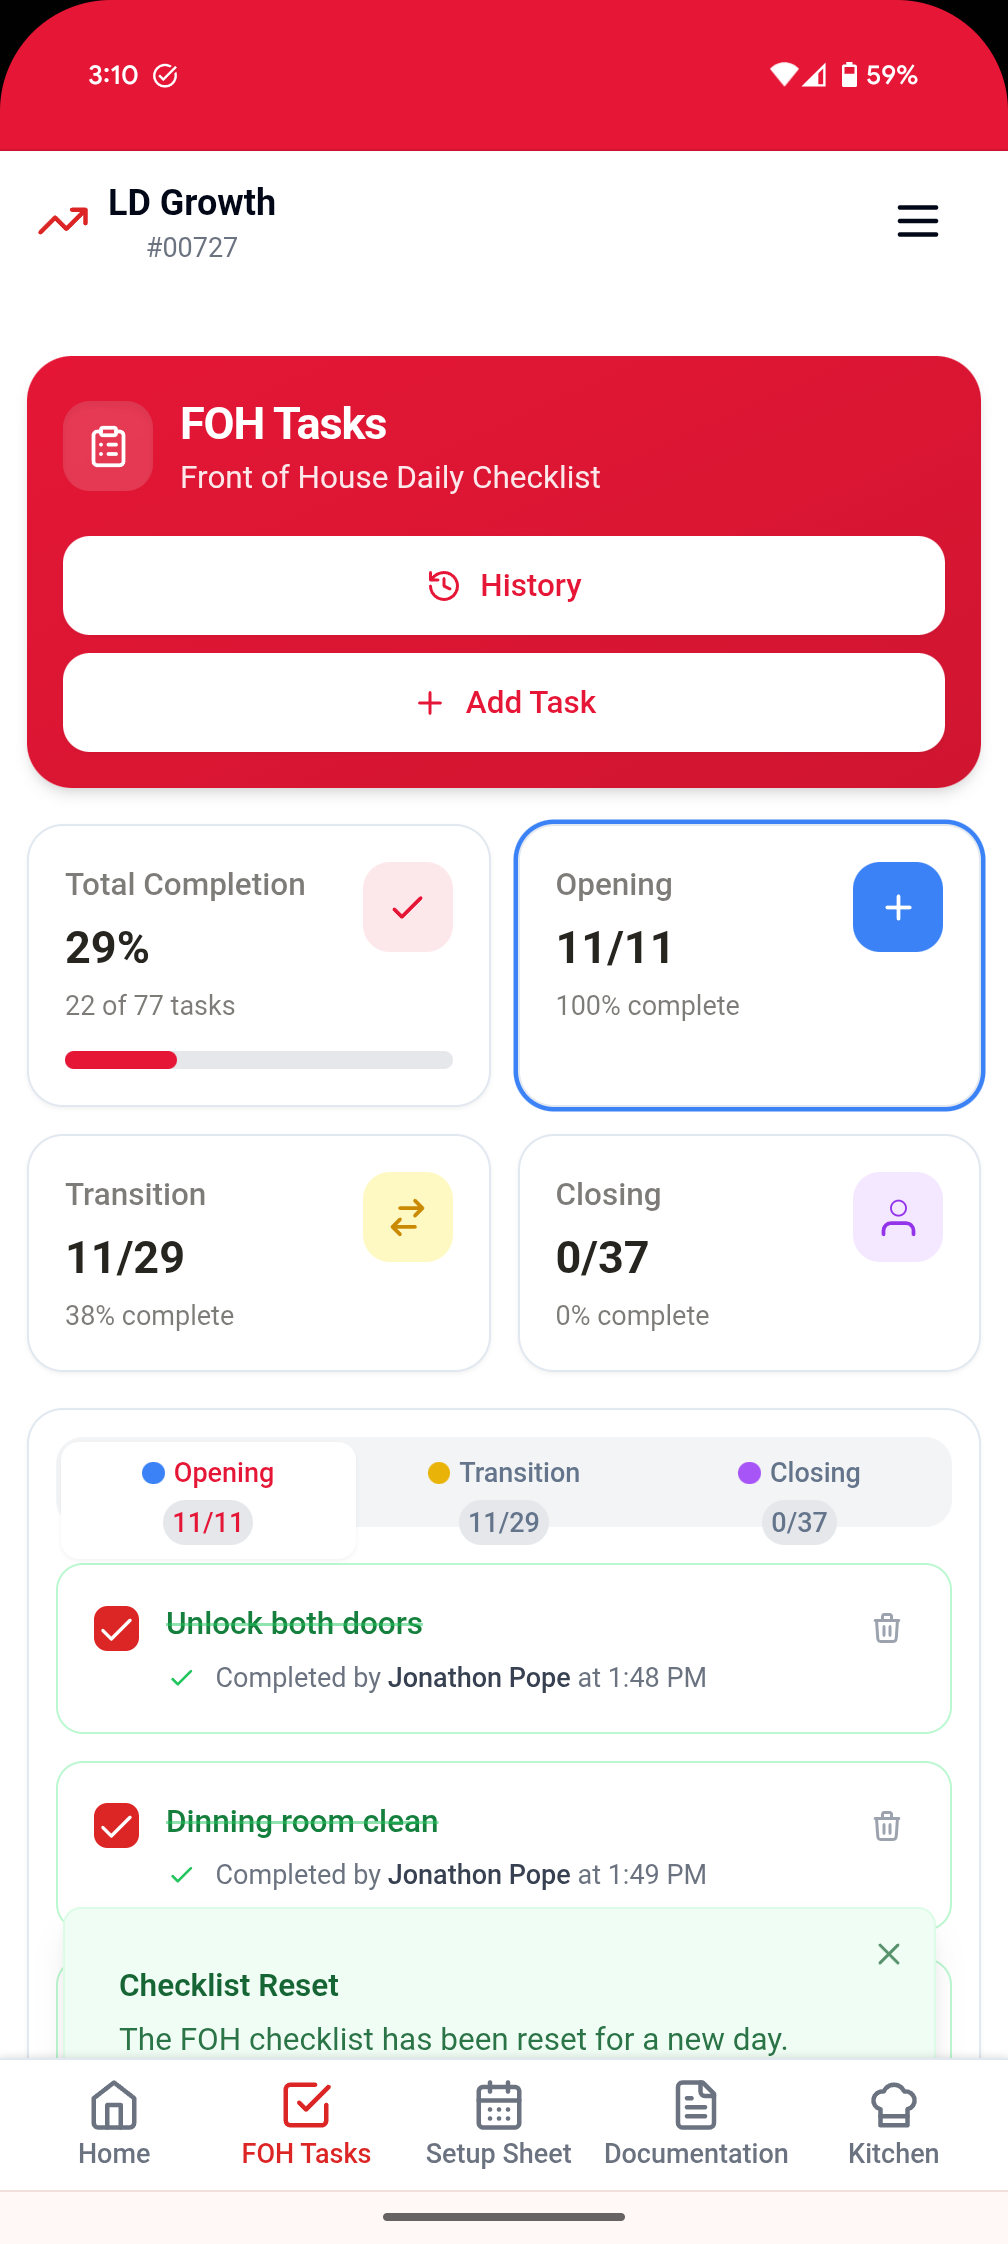 3:10
59%
LD Growth
#00727
FOH Tasks
Front of House Daily Checklist
History
Add Task
Total Completion
29%
22 of 77 tasks
Opening
11/11
100% complete
Transition
11/29
38% complete
Closing
0/37
0% complete
Opening
11/11
Transition
11/29
Closing
0/37
Unlock both doors
Completed by Jonathon Pope at 1:48 PM
Dinning room clean
Completed by Jonathon Pope at 1:49 PM
Checklist Reset
The FOH checklist has been reset for a new day.
Home
FOH Tasks
Setup Sheet
Documentation
Kitchen